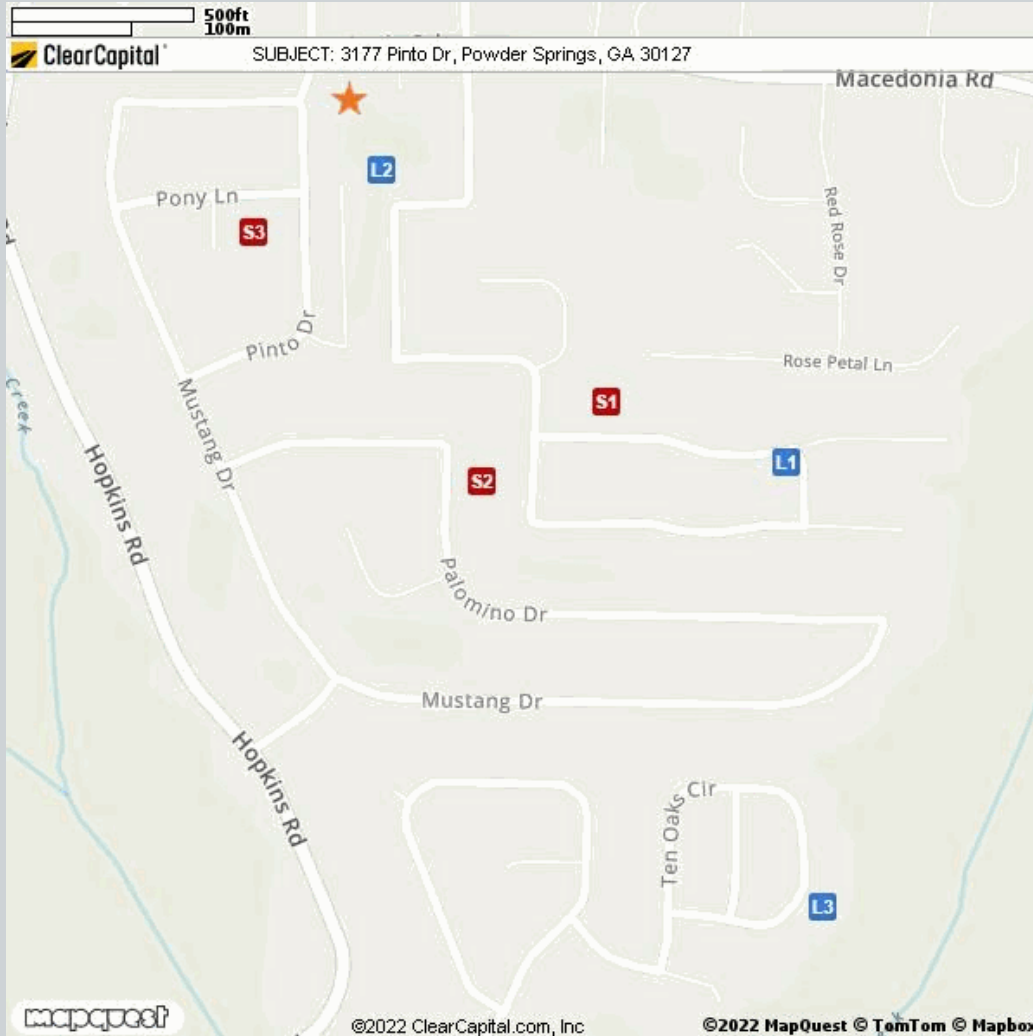 500ft
100m
ClearCapital
SUBJECT: 3177 Pinto Dr, Powder Springs, GA 30127
Macedonia Rd
L2
Pony Ln
Red Rose Dr
S3
Pinto Dr
Rose Petal Ln
Creek
Mustang Dr
S1
Hopkins Rd
L1
S2
Palomino Dr
Mustang Dr
Hopkins Rd
Ten Oaks Cir
L3
mapquest
©2022 ClearCapital.com, Inc
©2022 MapQuest © TomTom © Mapbox